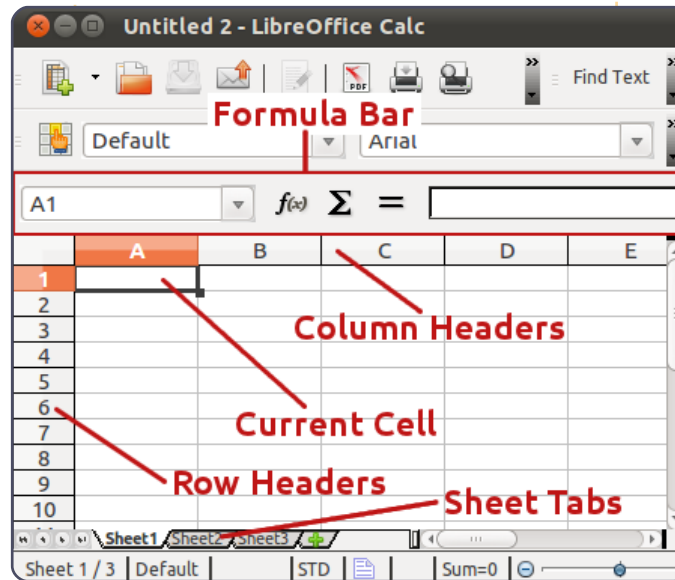 Untitled 2 - LibreOffice Calc
PDF
»
Find Text
»
Formula Bar
Default
Arial
»
A1
f(x) Σ =
A B C D E
1
2
3
Column Headers
4
5
6
Current Cell
7
8
9
Row Headers
10
Sheet Tabs
Sheet1 Sheet2 Sheet3
Sheet 1 / 3 Default STD Sum=0